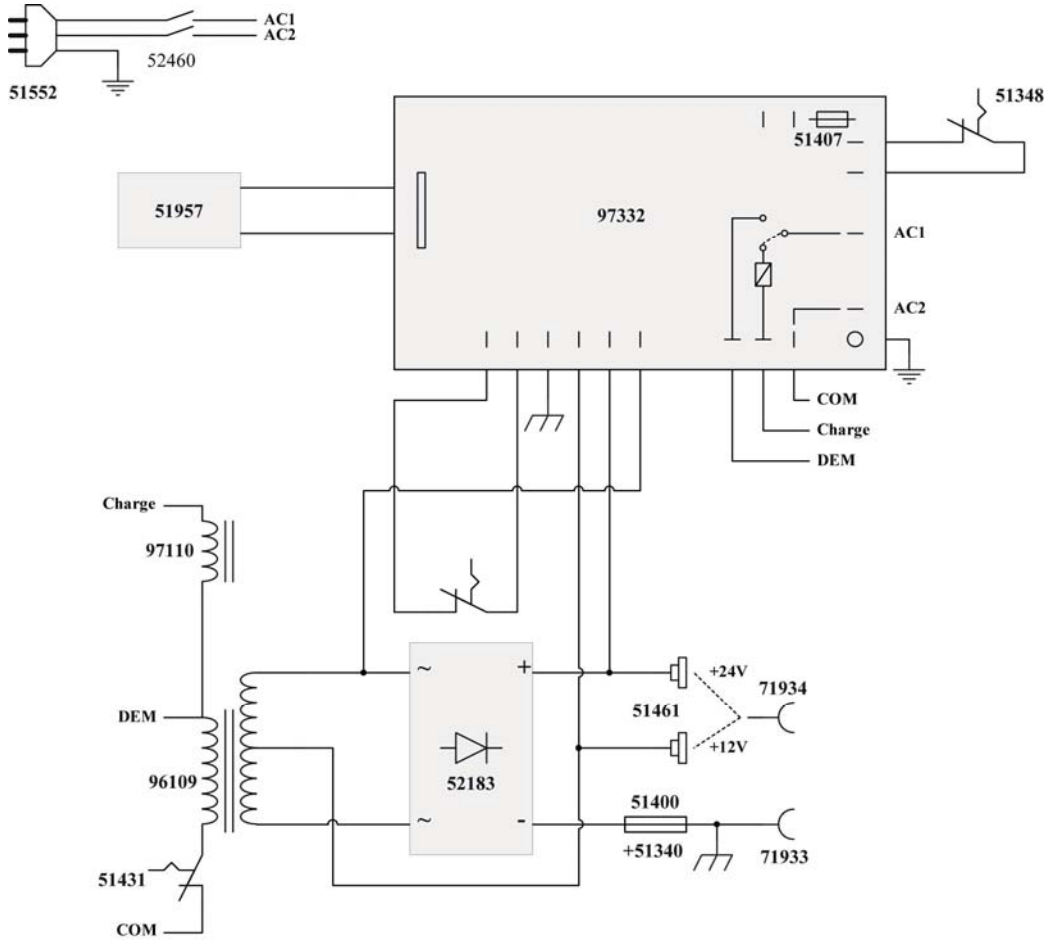 AC1
AC2
52460
51552
51348
51407
51957
97332
AC1
AC2
COM
Charge
DEM
Charge
97110
~
+
+24V
71934
DEM
51461
+12V
96109
52183
51400
~
-
+51340
71933
51431
COM